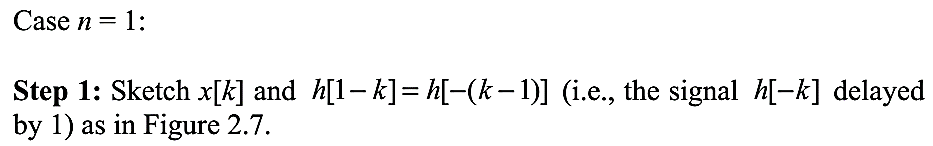 Case n = 1:
Step 1: Sketch x[k] and h[1−k]= h[−(k−1)] (i.e., the signal h[−k] delayed
by 1) as in Figure 2.7.